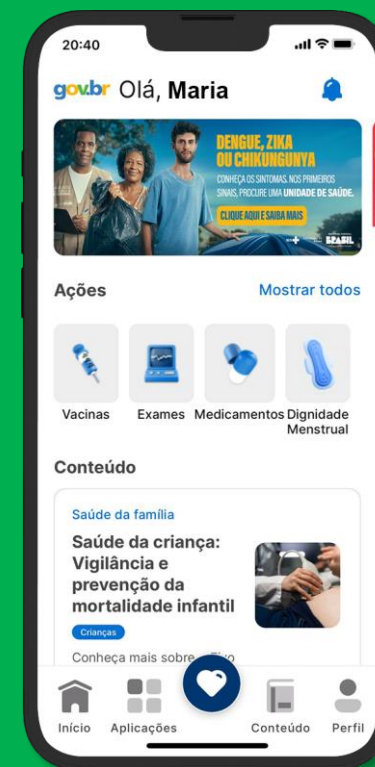 20:40
gov.br Olá, Maria
DENGUE, ZIKA
OU CHIKUNGUNYA
CONHEÇA OS SINTOMAS. NOS PRIMEIROS
SINAIS, PROCURE UMA UNIDADE DE SAÚDE.
CLIQUE AQUI E SAIBA MAIS
BRASIL
Ações Mostrar todos
Vacinas Exames Medicamentos Dignidade
Menstrual
Conteúdo
Saúde da família
Saúde da criança:
Vigilância e
prevenção da
mortalidade infantil
Crianças
Conheça mais sobre
Início Aplicações Conteúdo Perfil